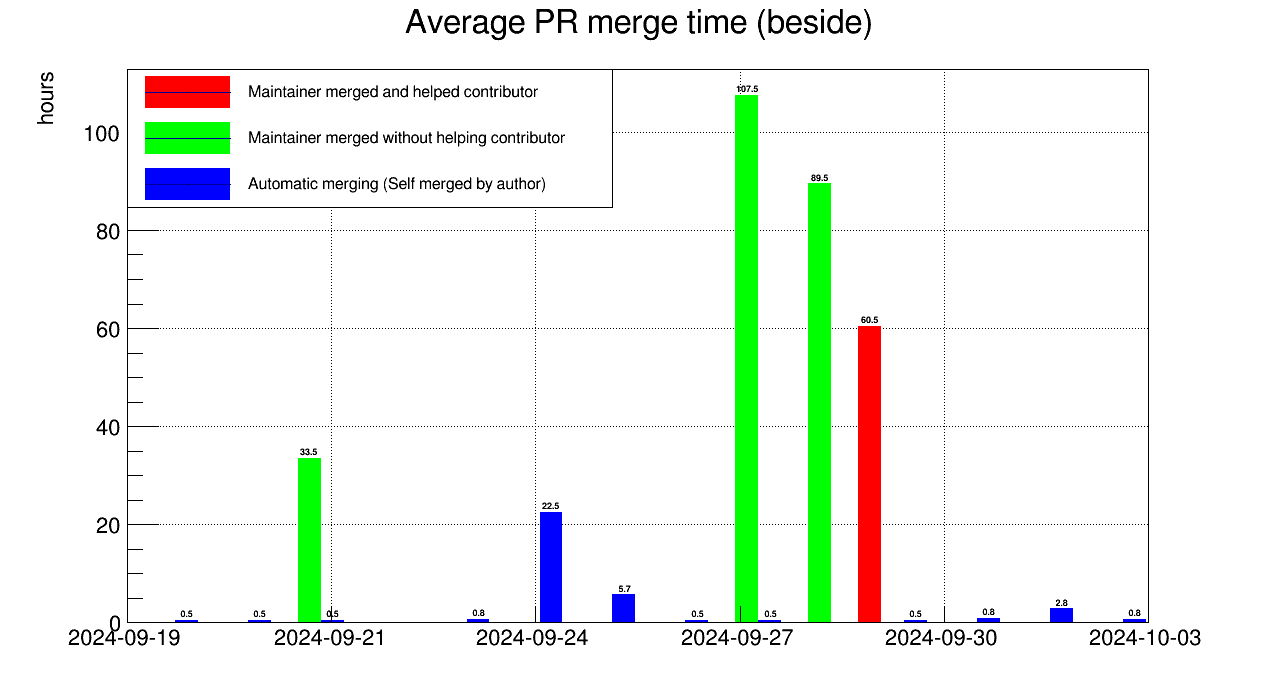 Average PR merge time (beside)
hours
Maintainer merged and helped contributor
Maintainer merged without helping contributor
Automatic merging (Self merged by author)
100
80
60
40
20
0
107.5
89.5
60.5
33.5
22.5
5.7
0.5 0.5 0.5 0.8 0.5 0.5 0.5 0.8 2.8 0.8
2024-09-19 2024-09-21 2024-09-24 2024-09-27 2024-09-30 2024-10-03